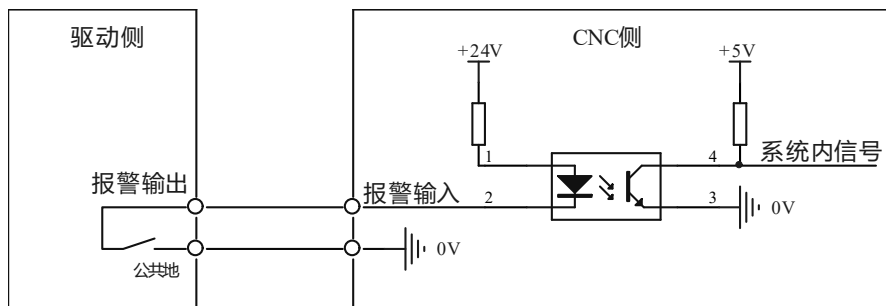 驱动侧
CNC侧
+24V
+5V
1
4
系统内信号
报警输出
报警输入
2
3
0V
0V
公共地